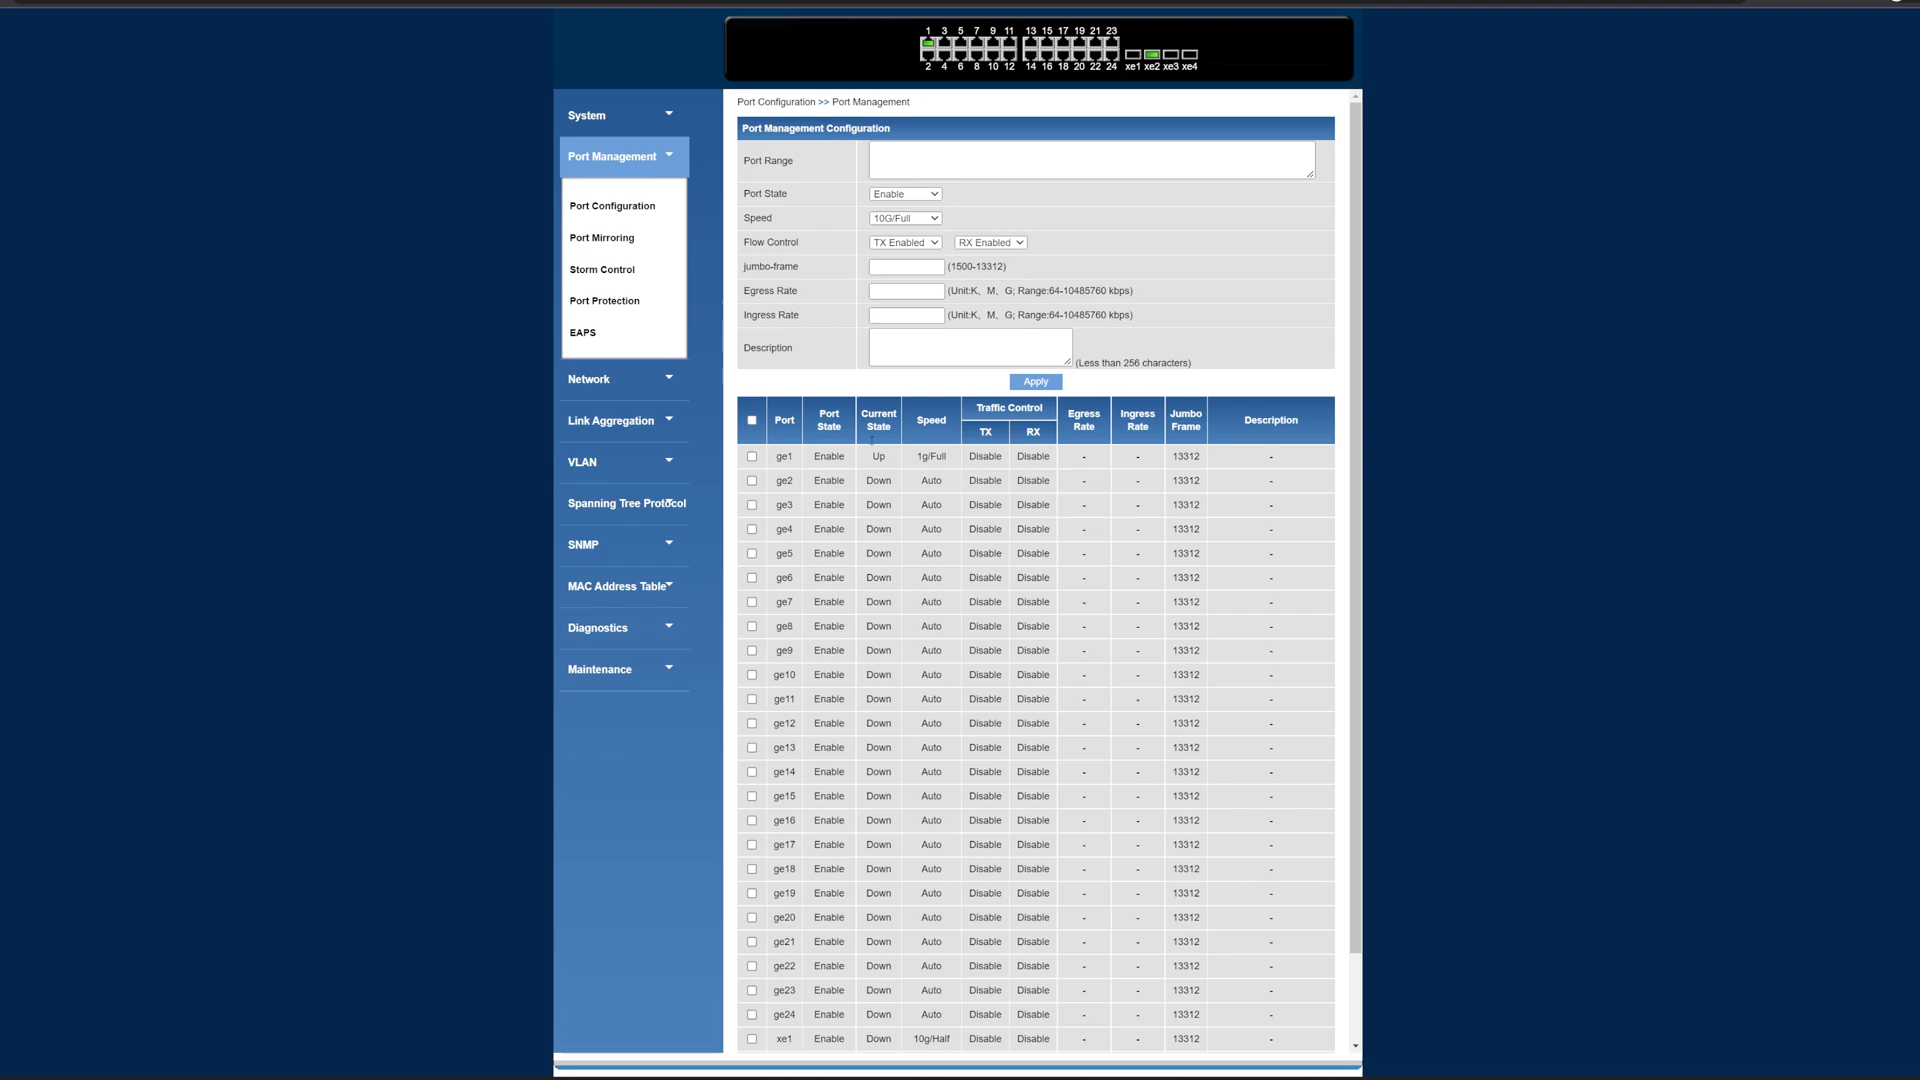 1 3 5 7 9 11 13 15 17 19 21 23
2 4 6 8 10 12 14 16 18 20 22 24 xe1 xe2 xe3 xe4
System
Port Management
Port Configuration
Port Mirroring
Storm Control
Port Protection
EAPS
Network
Link Aggregation
VLAN
Spanning Tree Protocol
SNMP
MAC Address Table
Diagnostics
Maintenance
Port Configuration >> Port Management
Port Management Configuration
Port Range
Port State Enable
Speed 10G/Full
Flow Control TX Enabled RX Enabled
jumbo-frame (1500-13312)
Egress Rate (Unit:K、M、G; Range:64-10485760 kbps)
Ingress Rate (Unit:K、M、G; Range:64-10485760 kbps)
Description (Less than 256 characters)
Apply
Port Port State Current State Speed Traffic Control TX RX Egress Rate Ingress Rate Jumbo Frame Description
ge1 Enable Up 1g/Full Disable Disable - - 13312 -
ge2 Enable Down Auto Disable Disable - - 13312 -
ge3 Enable Down Auto Disable Disable - - 13312 -
ge4 Enable Down Auto Disable Disable - - 13312 -
ge5 Enable Down Auto Disable Disable - - 13312 -
ge6 Enable Down Auto Disable Disable - - 13312 -
ge7 Enable Down Auto Disable Disable - - 13312 -
ge8 Enable Down Auto Disable Disable - - 13312 -
ge9 Enable Down Auto Disable Disable - - 13312 -
ge10 Enable Down Auto Disable Disable - - 13312 -
ge11 Enable Down Auto Disable Disable - - 13312 -
ge12 Enable Down Auto Disable Disable - - 13312 -
ge13 Enable Down Auto Disable Disable - - 13312 -
ge14 Enable Down Auto Disable Disable - - 13312 -
ge15 Enable Down Auto Disable Disable - - 13312 -
ge16 Enable Down Auto Disable Disable - - 13312 -
ge17 Enable Down Auto Disable Disable - - 13312 -
ge18 Enable Down Auto Disable Disable - - 13312 -
ge19 Enable Down Auto Disable Disable - - 13312 -
ge20 Enable Down Auto Disable Disable - - 13312 -
ge21 Enable Down Auto Disable Disable - - 13312 -
ge22 Enable Down Auto Disable Disable - - 13312 -
ge23 Enable Down Auto Disable Disable - - 13312 -
ge24 Enable Down Auto Disable Disable - - 13312 -
xe1 Enable Down 10g/Half Disable Disable - - 13312 -